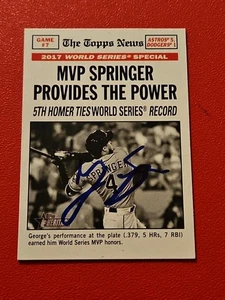 GAME #7
The Topps News
ASTROS 5, DODGERS 1
2017 WORLD SERIES® SPECIAL
MVP SPRINGER
PROVIDES THE POWER
5TH HOMER TIES WORLD SERIES® RECORD
SPRINGER
4
George's performance at the plate (.379, 5 HRs, 7 RBI)
earned him World Series MVP honors.